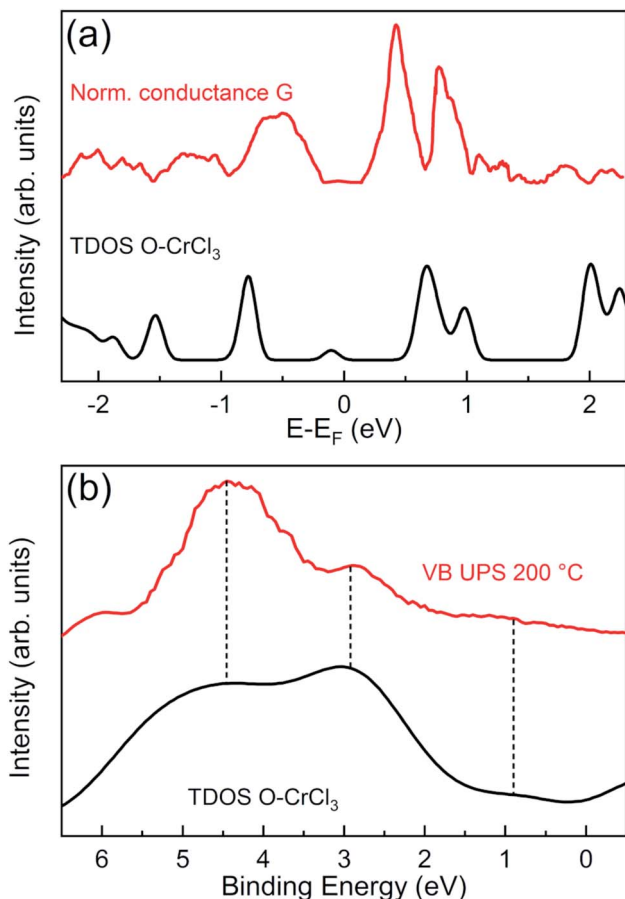 (a)
Norm. conductance G
TDOS O-CrCl₃
Intensity (arb. units)
-2 -1 0 1 2
E-E_F (eV)
(b)
VB UPS 200 °C
TDOS O-CrCl₃
Intensity (arb. units)
6 5 4 3 2 1 0
Binding Energy (eV)